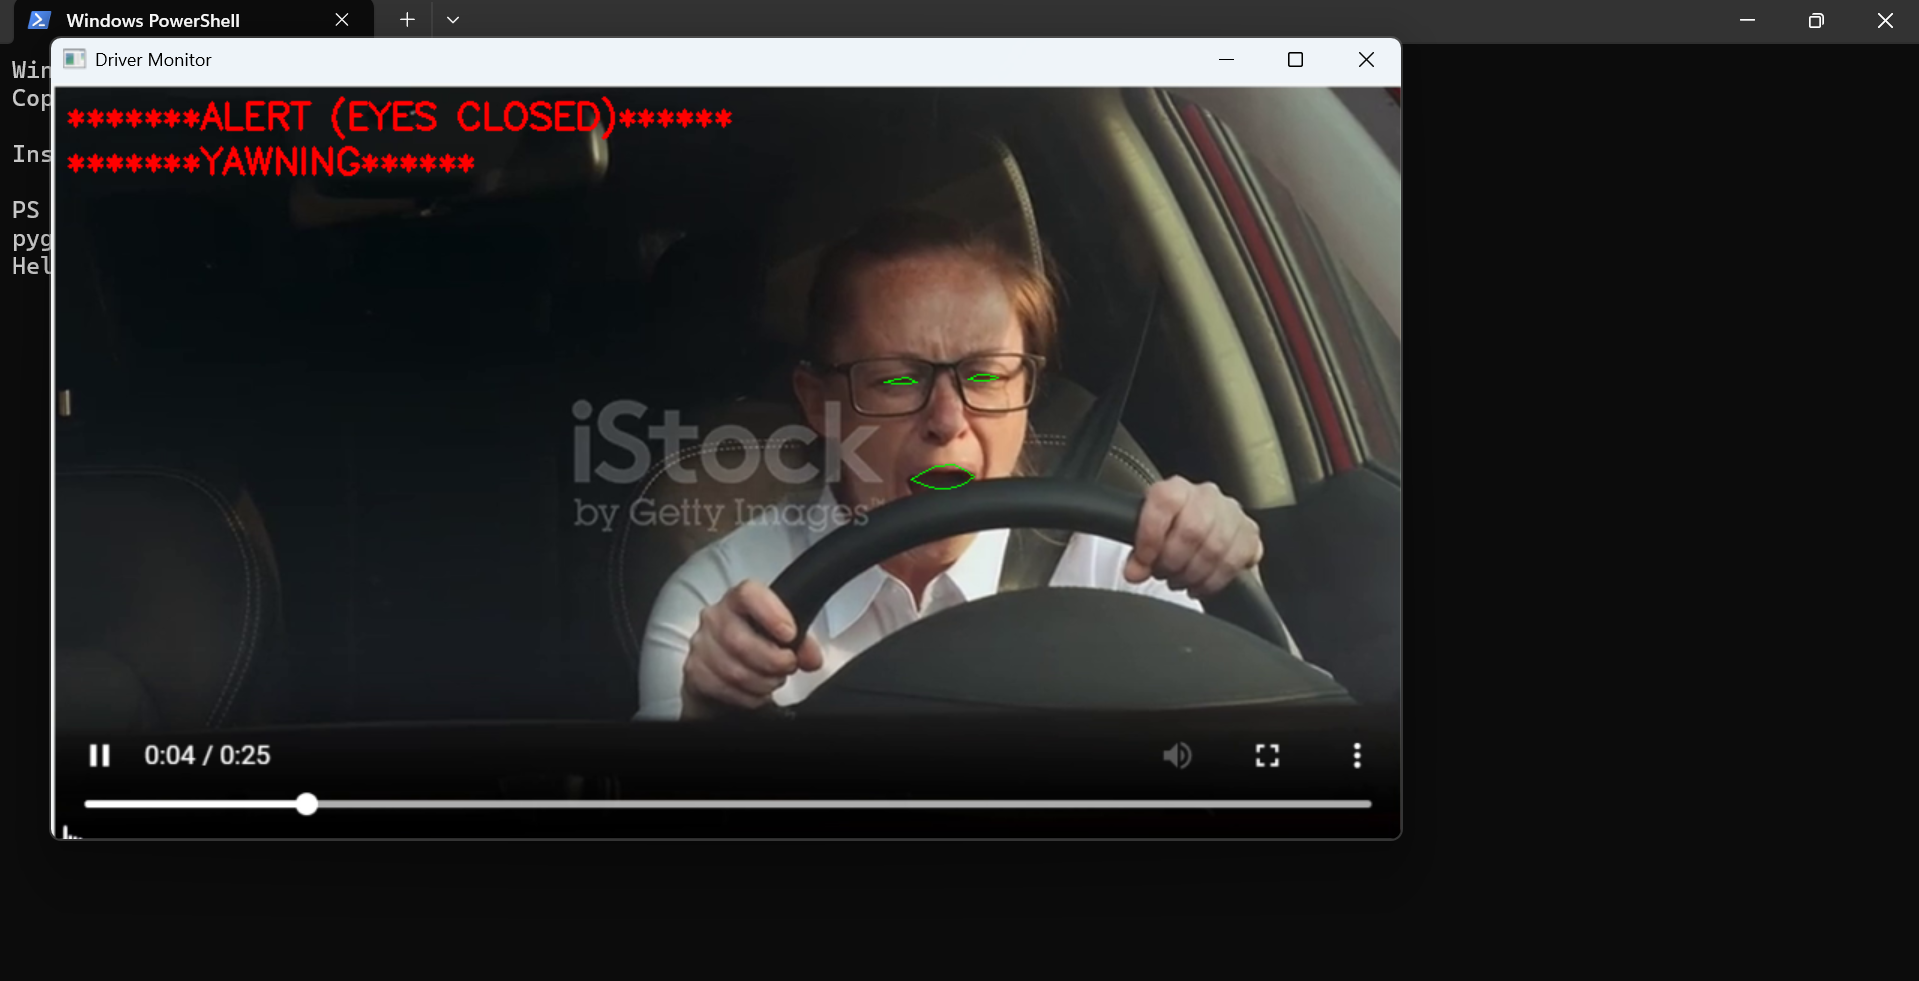 Windows PowerShell
Driver Monitor
Win
Cop
Ins
PS
pyg
Hel
*******ALERT (EYES CLOSED)******
*******YAWNING******
iStock
by Getty Images™
0:04 / 0:25